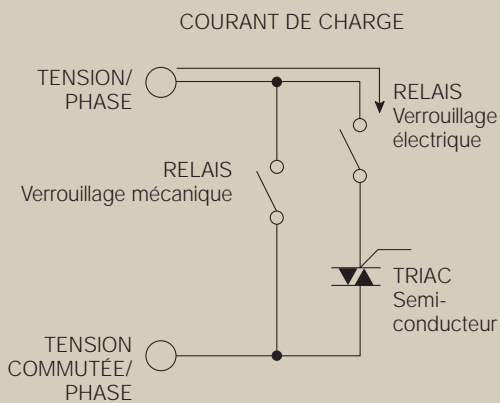 COURANT DE CHARGE
TENSION/
PHASE
RELAIS
Verrouillage
électrique
RELAIS
Verrouillage mécanique
TRIAC
Semi-
conducteur
TENSION
COMMUTÉE/
PHASE